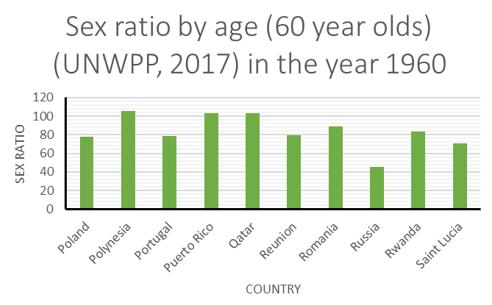 Sex ratio by age (60 year olds)
(UNWPP, 2017) in the year 1960
120
100
80
60
40
20
0
SEX RATIO
Poland
Polynesia
Portugal
Puerto Rico
Qatar
Reunion
Romania
Russia
Rwanda
Saint Lucia
COUNTRY